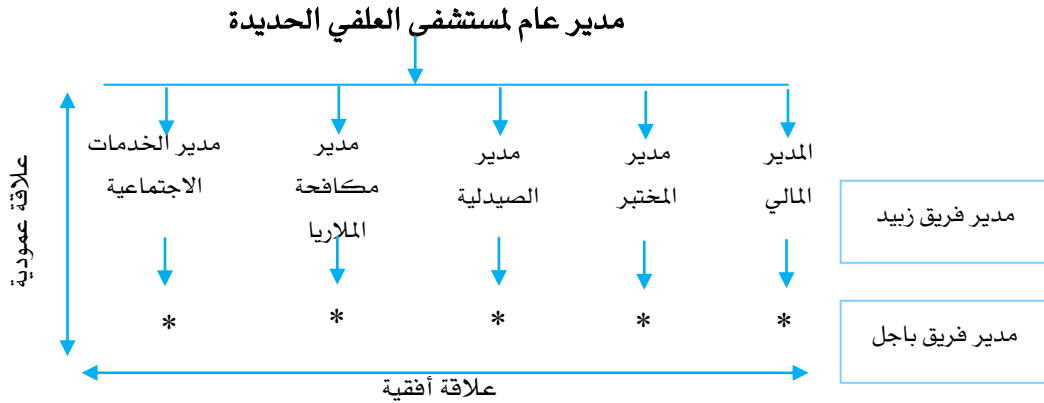 مدير عام لمستشفى العلفي الحديدة
المدير
المالي
مدير
المختبر
مدير
الصيدلية
مدير
مكافحة
الملاريا
مدير الخدمات
الاجتماعية
مدير فريق زبيد
مدير فريق باجل
* * * * *
علاقة عمودية
علاقة أفقية